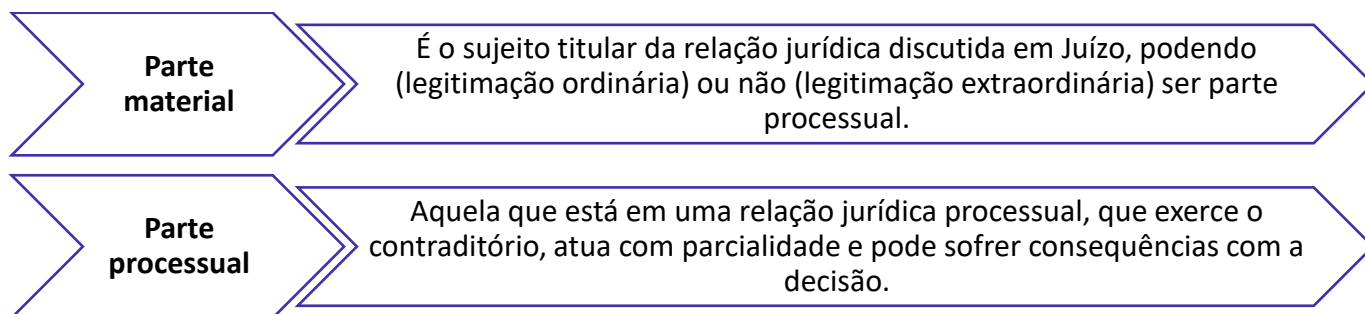 Parte
material
É o sujeito titular da relação jurídica discutida em Juízo, podendo
(legitimação ordinária) ou não (legitimação extraordinária) ser parte
processual.
Parte
processual
Aquela que está em uma relação jurídica processual, que exerce o
contraditório, atua com parcialidade e pode sofrer consequências com a
decisão.